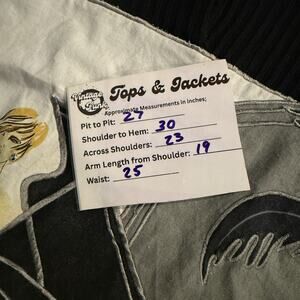 Vintage Funk
Tops & Jackets
Approximate Measurements in Inches;
Pit to Pit: 27
Shoulder to Hem: 30
Across Shoulders: 23
Arm Length from Shoulder: 19
Waist: 25